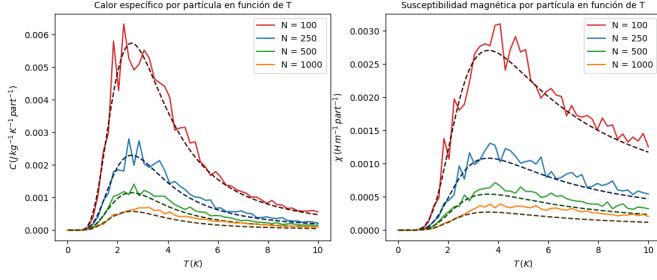 Calor específico por partícula en función de T
N = 100
N = 250
N = 500
N = 1000
C (J kg⁻¹ K⁻¹ part⁻¹)
0.006
0.005
0.004
0.003
0.002
0.001
0.000
0 2 4 6 8 10
T (K)
Susceptibilidad magnética por partícula en función de T
N = 100
N = 250
N = 500
N = 1000
χ (H m⁻¹ part⁻¹)
0.0030
0.0025
0.0020
0.0015
0.0010
0.0005
0.0000
0 2 4 6 8 10
T (K)